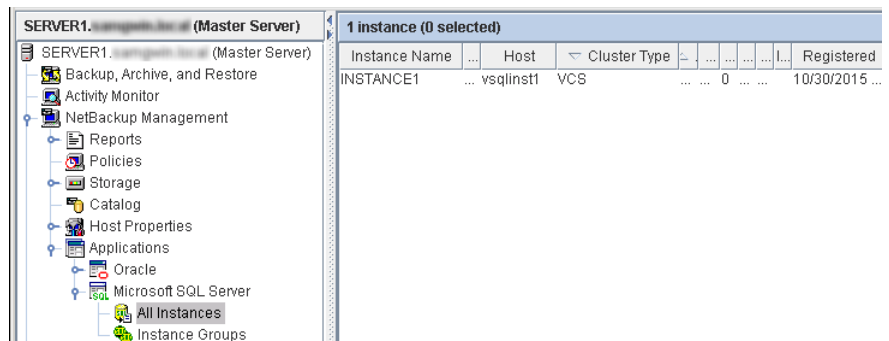 SERVER1. (Master Server)
1 instance (0 selected)
SERVER1. (Master Server)
Backup, Archive, and Restore
Activity Monitor
NetBackup Management
Reports
Policies
Storage
Catalog
Host Properties
Applications
Oracle
Microsoft SQL Server
All Instances
Instance Groups
Instance Name ... Host Cluster Type . ... ... ... ... I... Registered
INSTANCE1 ... vsqlinst1 VCS ... ... 0 ... ... 10/30/2015 ...